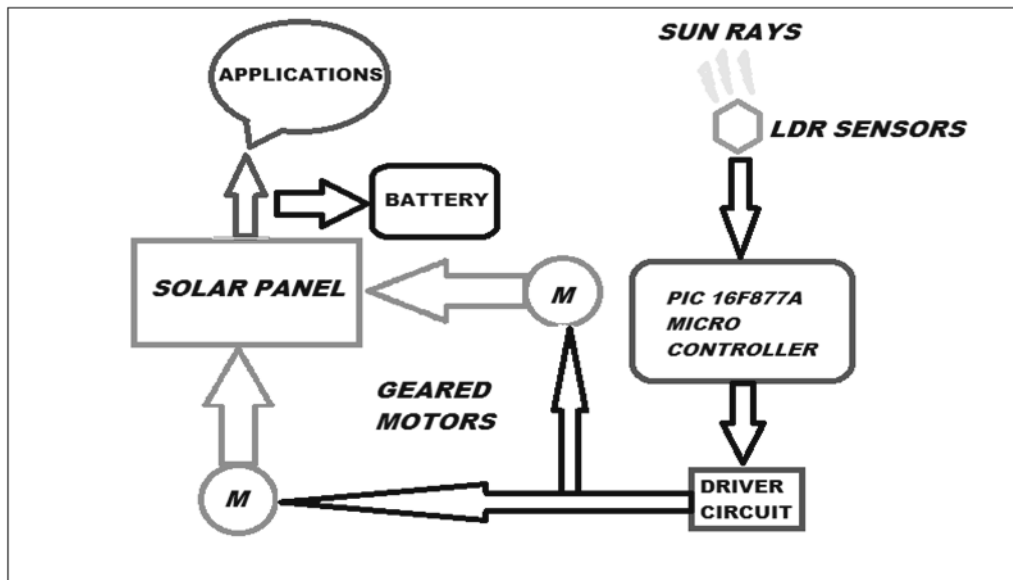 SUN RAYS
APPLICATIONS
LDR SENSORS
BATTERY
SOLAR PANEL
M
PIC 16F877A
MICRO
CONTROLLER
GEARED
MOTORS
M
DRIVER
CIRCUIT